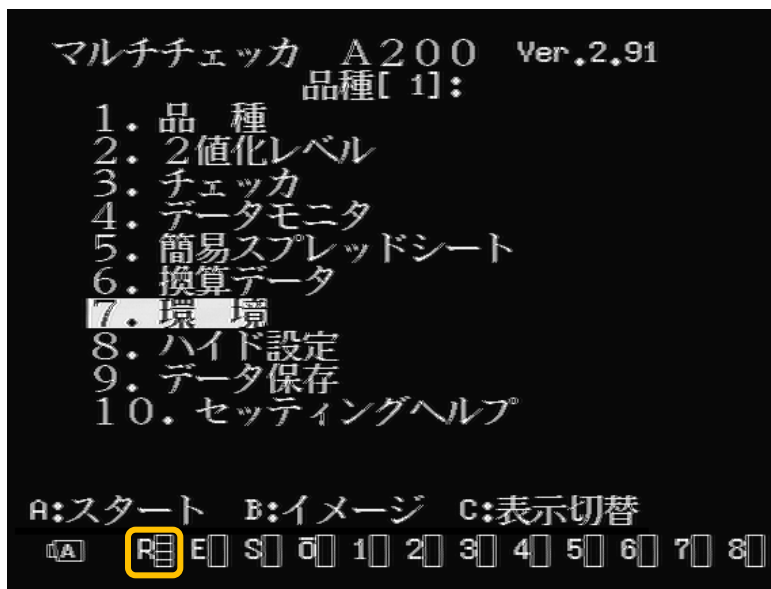 マルチチェッカ　Ａ２００　Ver.2.91
品種[ 1]:
１．品　種
２．２値化レベル
３．チェッカ
４．データモニタ
５．簡易スプレッドシート
６．換算データ
７．環　境
８．ハイド設定
９．データ保存
１０．セッティングヘルプ
A:スタート　B:イメージ　C:表示切替
A R E S O 1 2 3 4 5 6 7 8